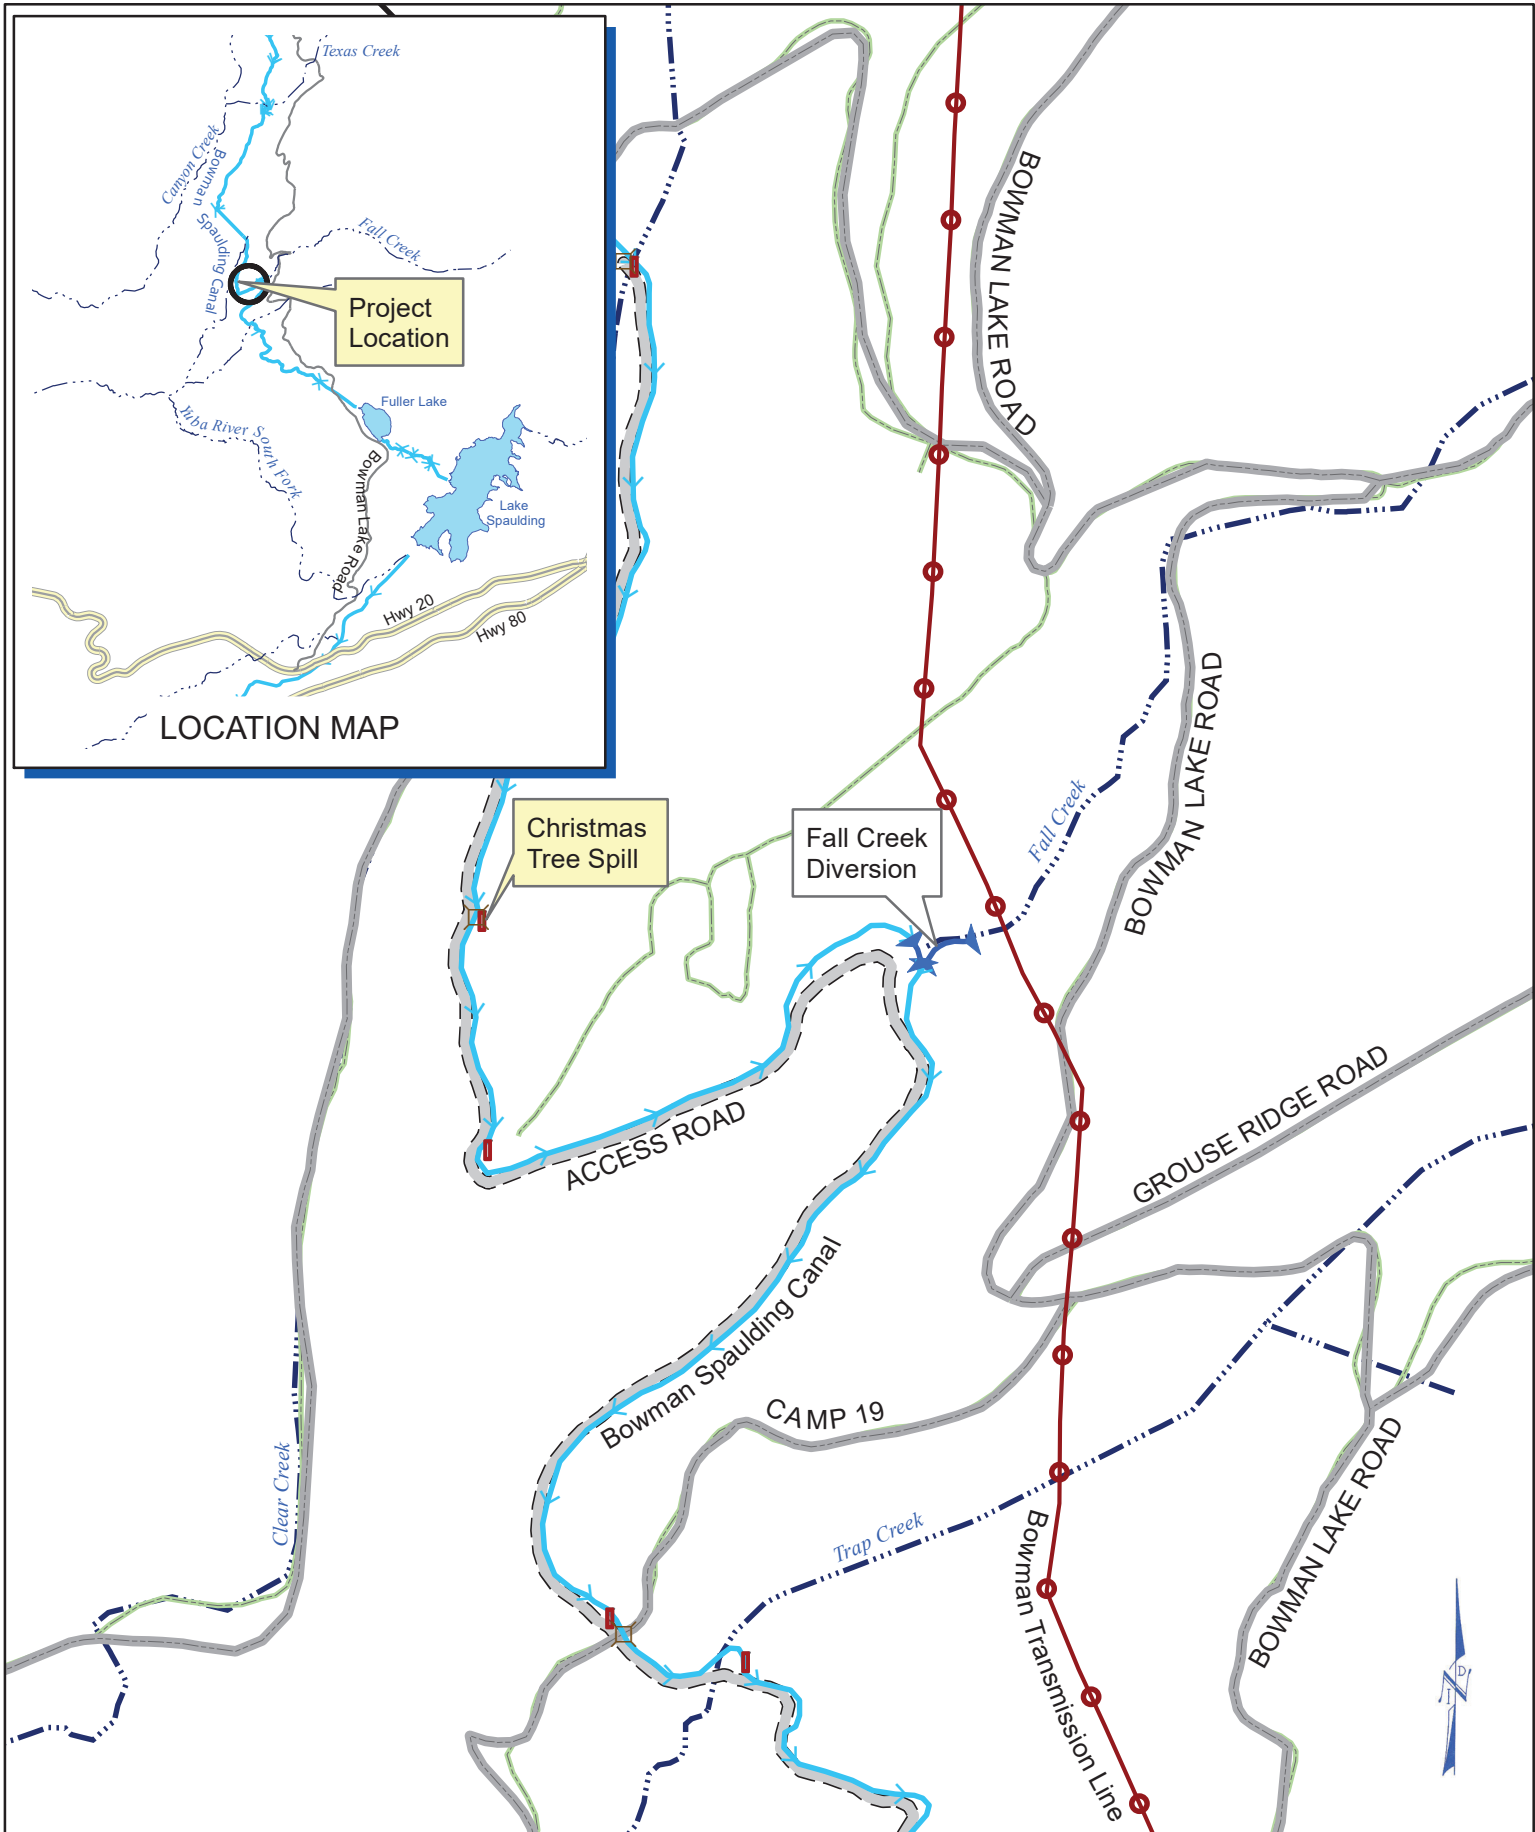 Texas Creek
Canyon Creek
Bowman
Spaulding Canal
Fall Creek
Project
Location
Fuller Lake
Yuba River South Fork
Bowman Lake Road
Lake
Spaulding
Hwy 20
Hwy 80
LOCATION MAP
BOWMAN LAKE ROAD
BOWMAN LAKE ROAD
Christmas
Tree Spill
Fall Creek
Diversion
Fall Creek
ACCESS ROAD
GROUSE RIDGE ROAD
Bowman Spaulding Canal
CAMP 19
Clear Creek
Trap Creek
Bowman Transmission Line
BOWMAN LAKE ROAD
N
I
D